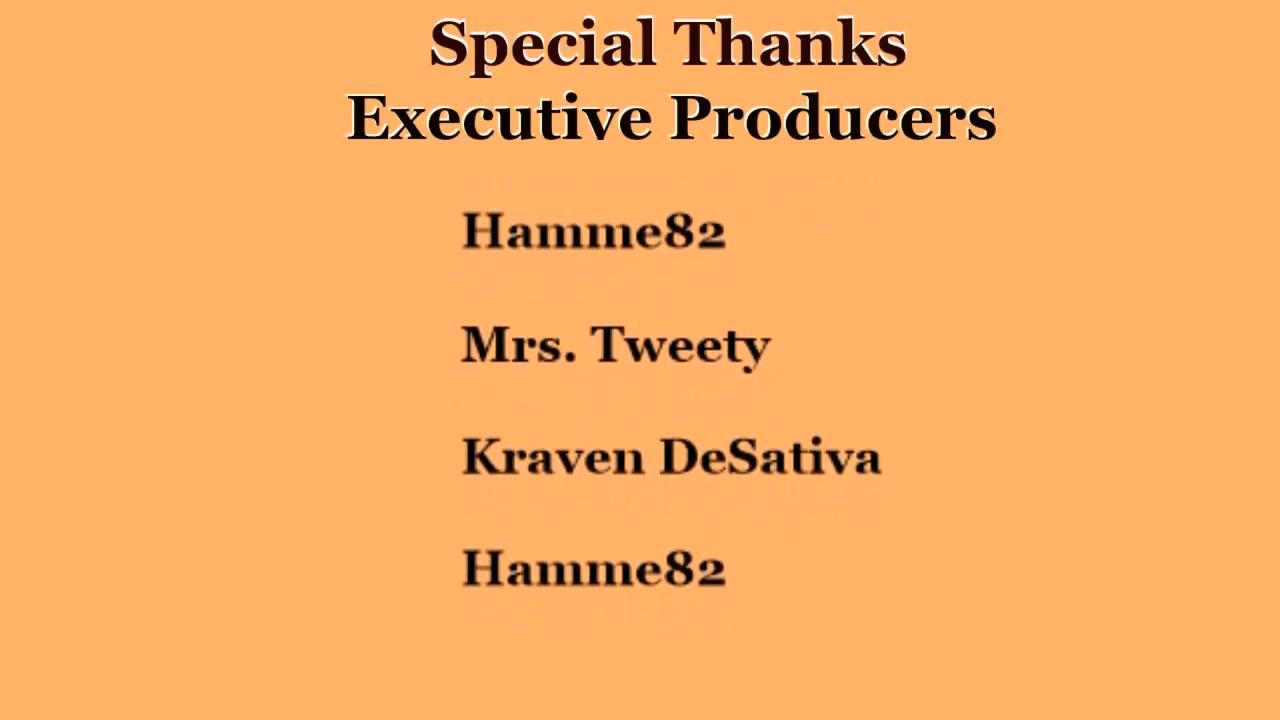 Special Thanks
Executive Producers
Hamme82
Mrs. Tweety
Kraven DeSativa
Hamme82